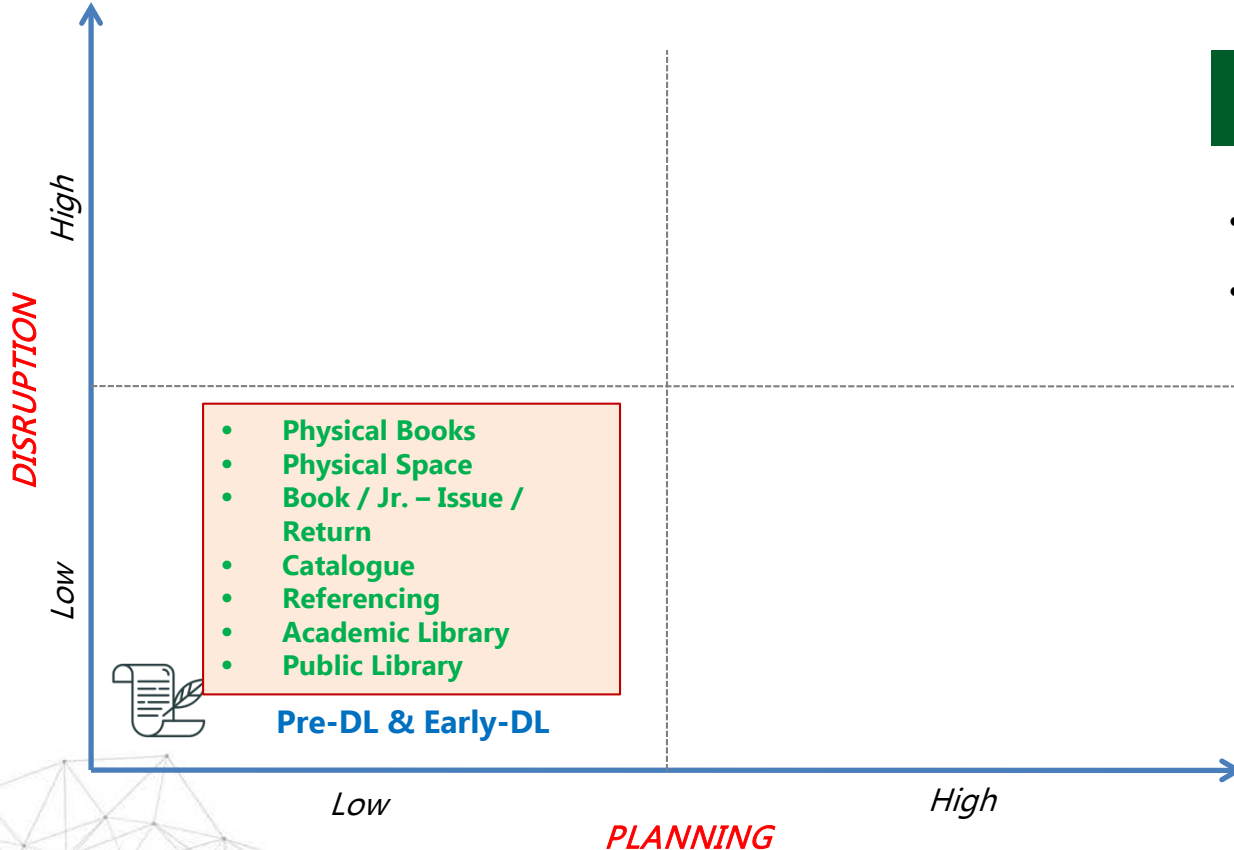 High
DISRUPTION
Low
• Physical Books
• Physical Space
• Book / Jr. – Issue /
Return
• Catalogue
• Referencing
• Academic Library
• Public Library
Pre-DL & Early-DL
Low
High
PLANNING